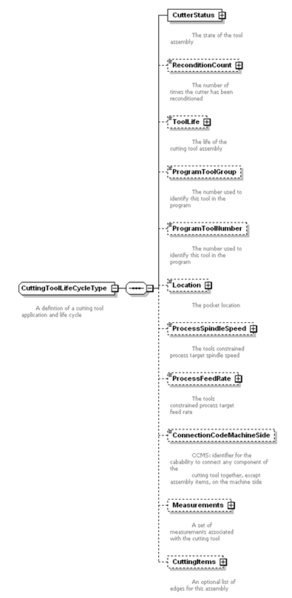 CutterStatus
The state of the tool
assembly
ReconditionCount
The number of
times the cutter has been
reconditioned
ToolLife
The life of the
cutting tool assembly
ProgramToolGroup
The number used to
identify this tool in the
program
ProgramToolNumber
The number used to
identify this tool in the
program
CuttingToolLifeCycleType
A definition of a cutting tool
application and life cycle
Location
The pocket location
ProcessSpindleSpeed
The tools constrained
process target spindle speed
ProcessFeedRate
The tools
constrained process target
feed rate
ConnectionCodeMachineSide
CCMS: identifier for the
cabability to connect any component of
the
cutting tool together, except
assembly items, on the machine side
Measurements
A set of
measurements associated
with the cutting tool
CuttingItems
An optional list of
edges for this assembly